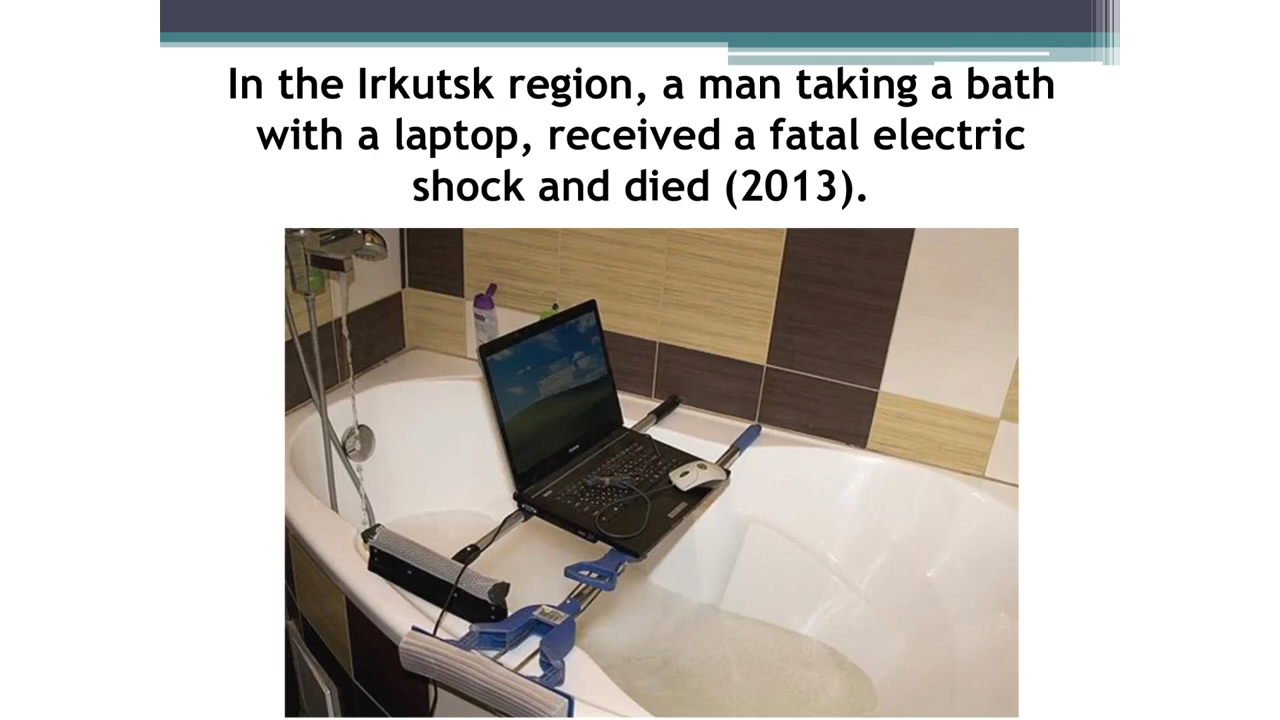 In the Irkutsk region, a man taking a bath
with a laptop, received a fatal electric
shock and died (2013).